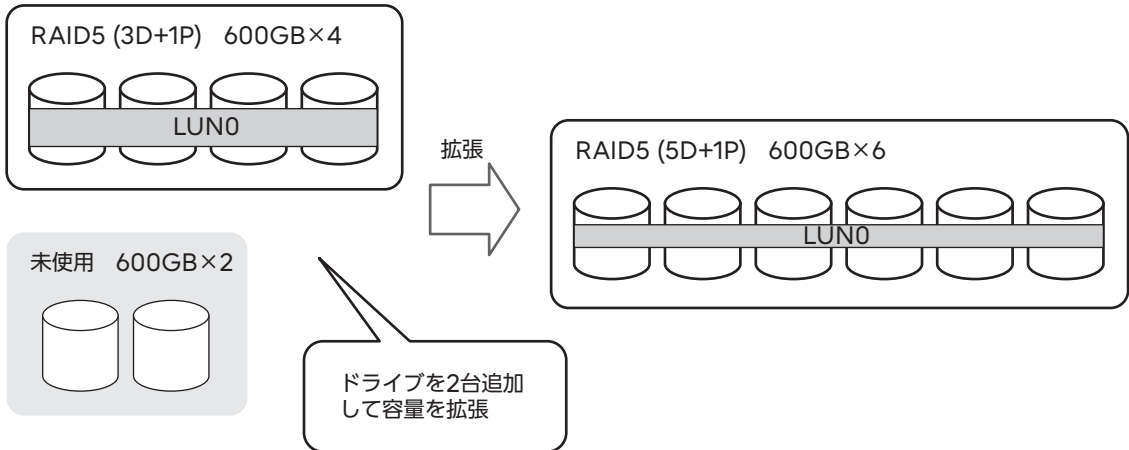 RAID5 (3D+1P) 600GB×4
LUN0
拡張
RAID5 (5D+1P) 600GB×6
LUN0
未使用 600GB×2
ドライブを2台追加
して容量を拡張